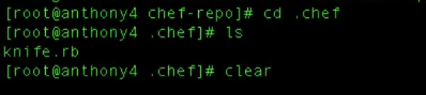 [root@anthony4 chef-repo]# cd .chef
[root@anthony4 .chef]# ls
knife.rb
[root@anthony4 .chef]# clear